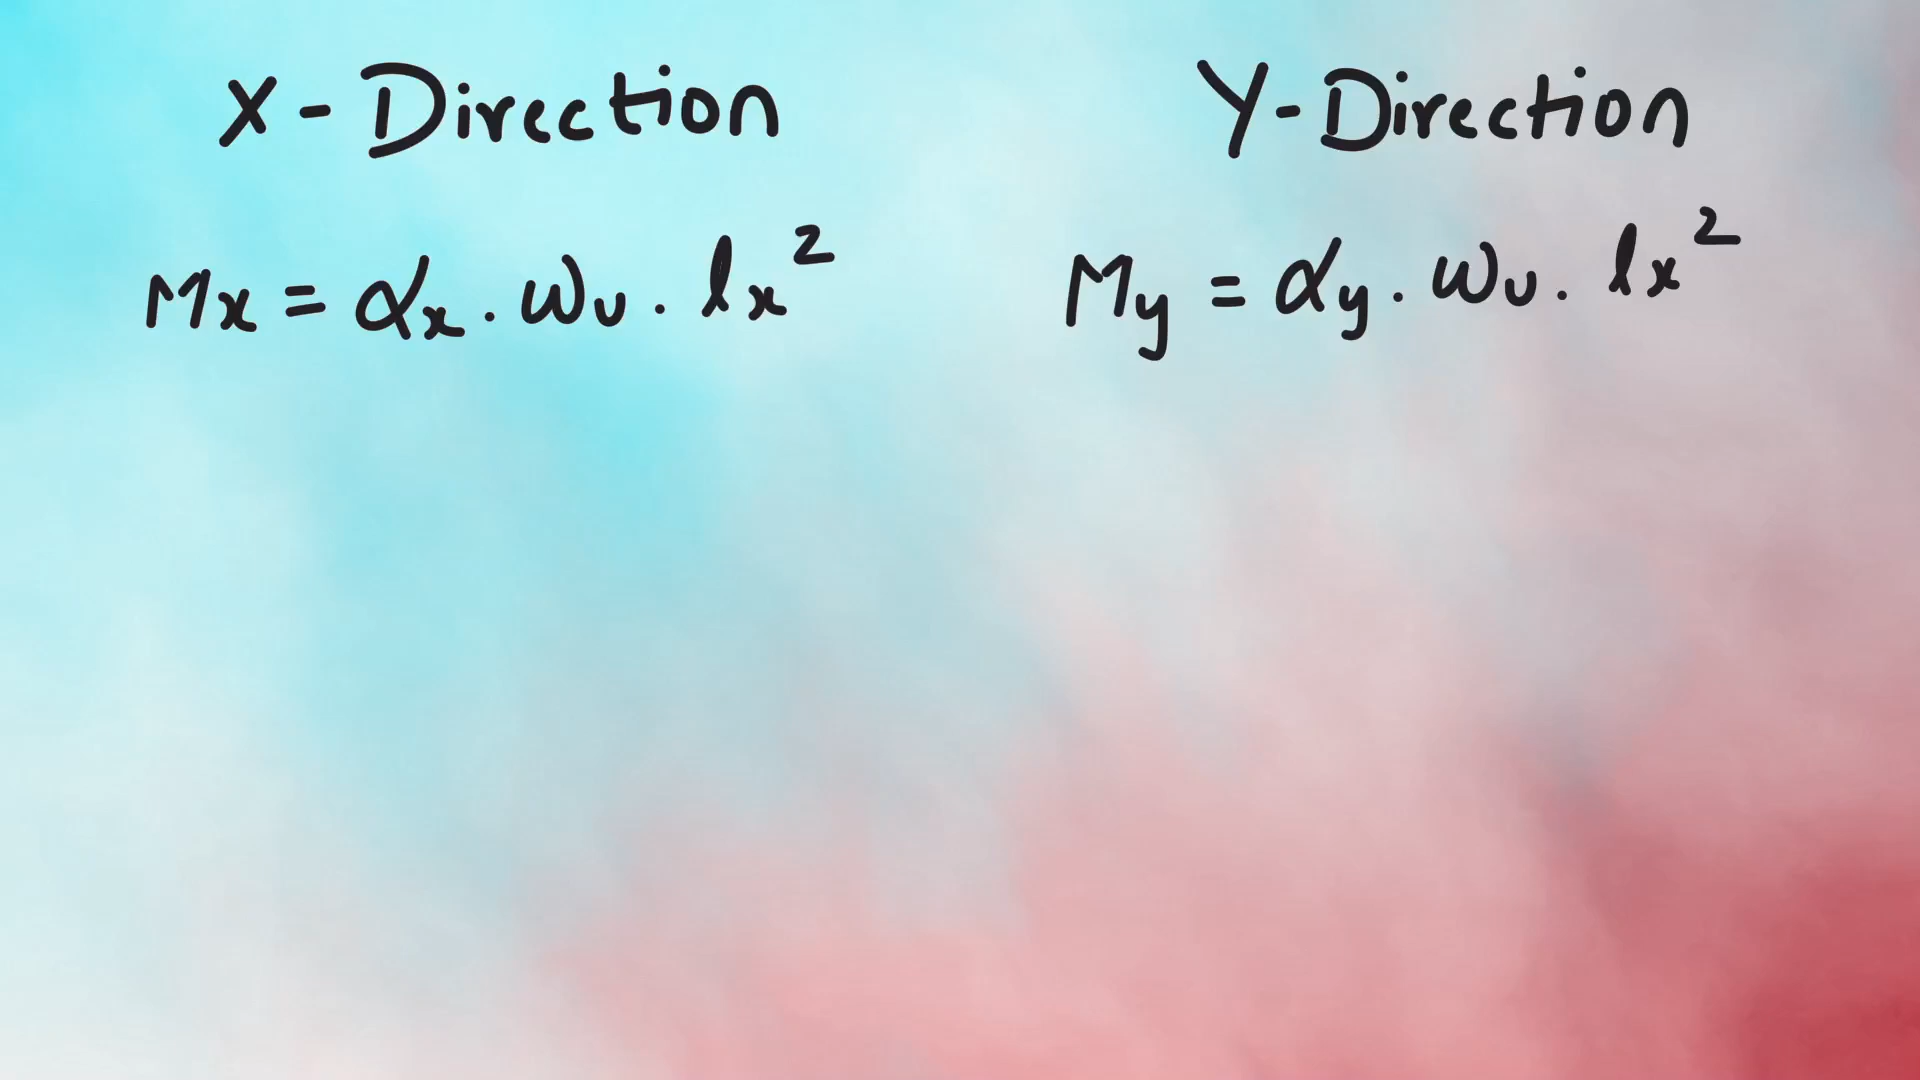 X - Direction
Mx = αx . ωu . lx²
Y - Direction
My = αy . ωu . lx²